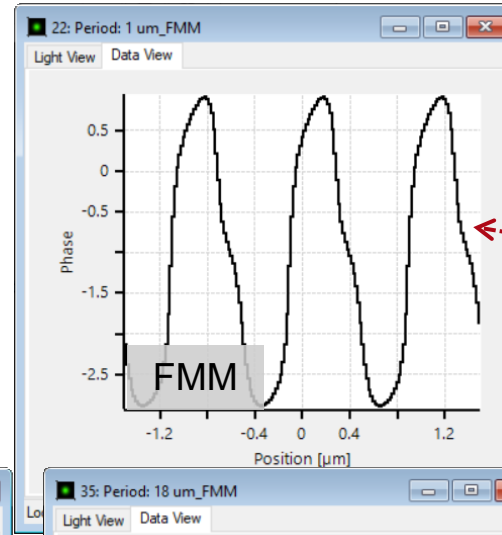 22: Period: 1 um_FMM
Light View Data View
0.5
0
-0.5
-1.5
-2.5
Phase
FMM
-1.2 -0.4 0 0.4 1.2
Position [µm]
35: Period: 18 um_FMM
Light View Data View